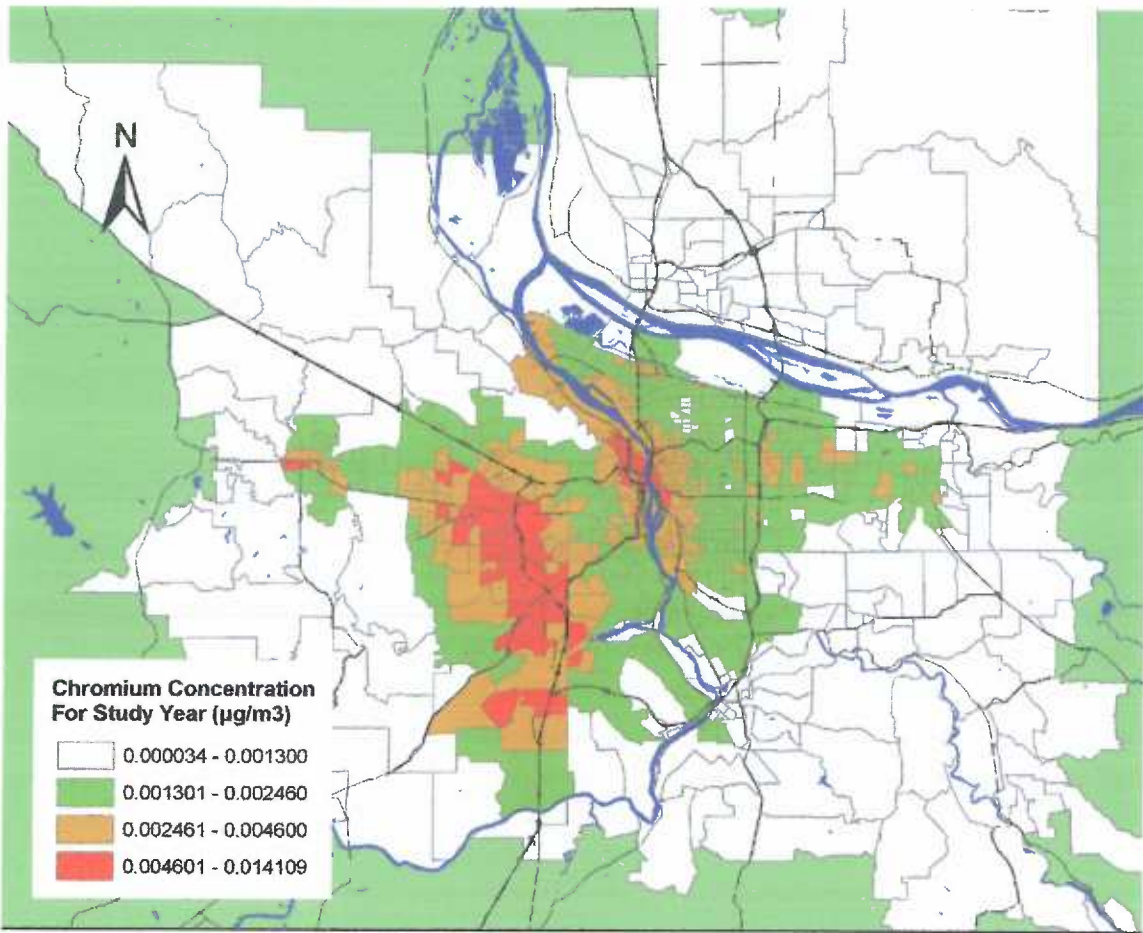 N
Chromium Concentration
For Study Year (µg/m3)
0.000034 - 0.001300
0.001301 - 0.002460
0.002461 - 0.004600
0.004601 - 0.014109